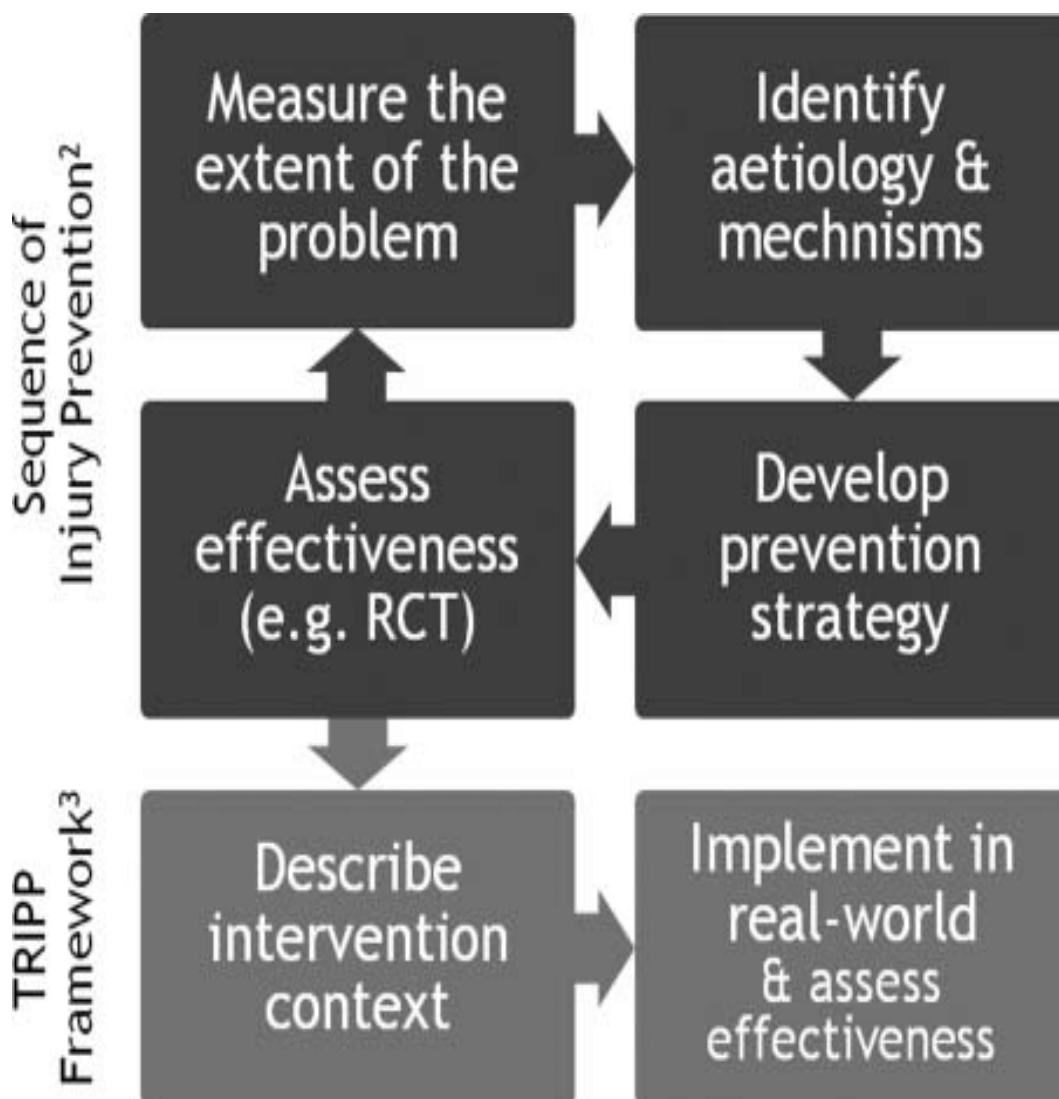 Sequence of
Injury Prevention²
Measure the
extent of the
problem
Identify
aetiology &
mechnisms
Assess
effectiveness
(e.g. RCT)
Develop
prevention
strategy
TRIPP
Framework³
Describe
intervention
context
Implement in
real-world
& assess
effectiveness